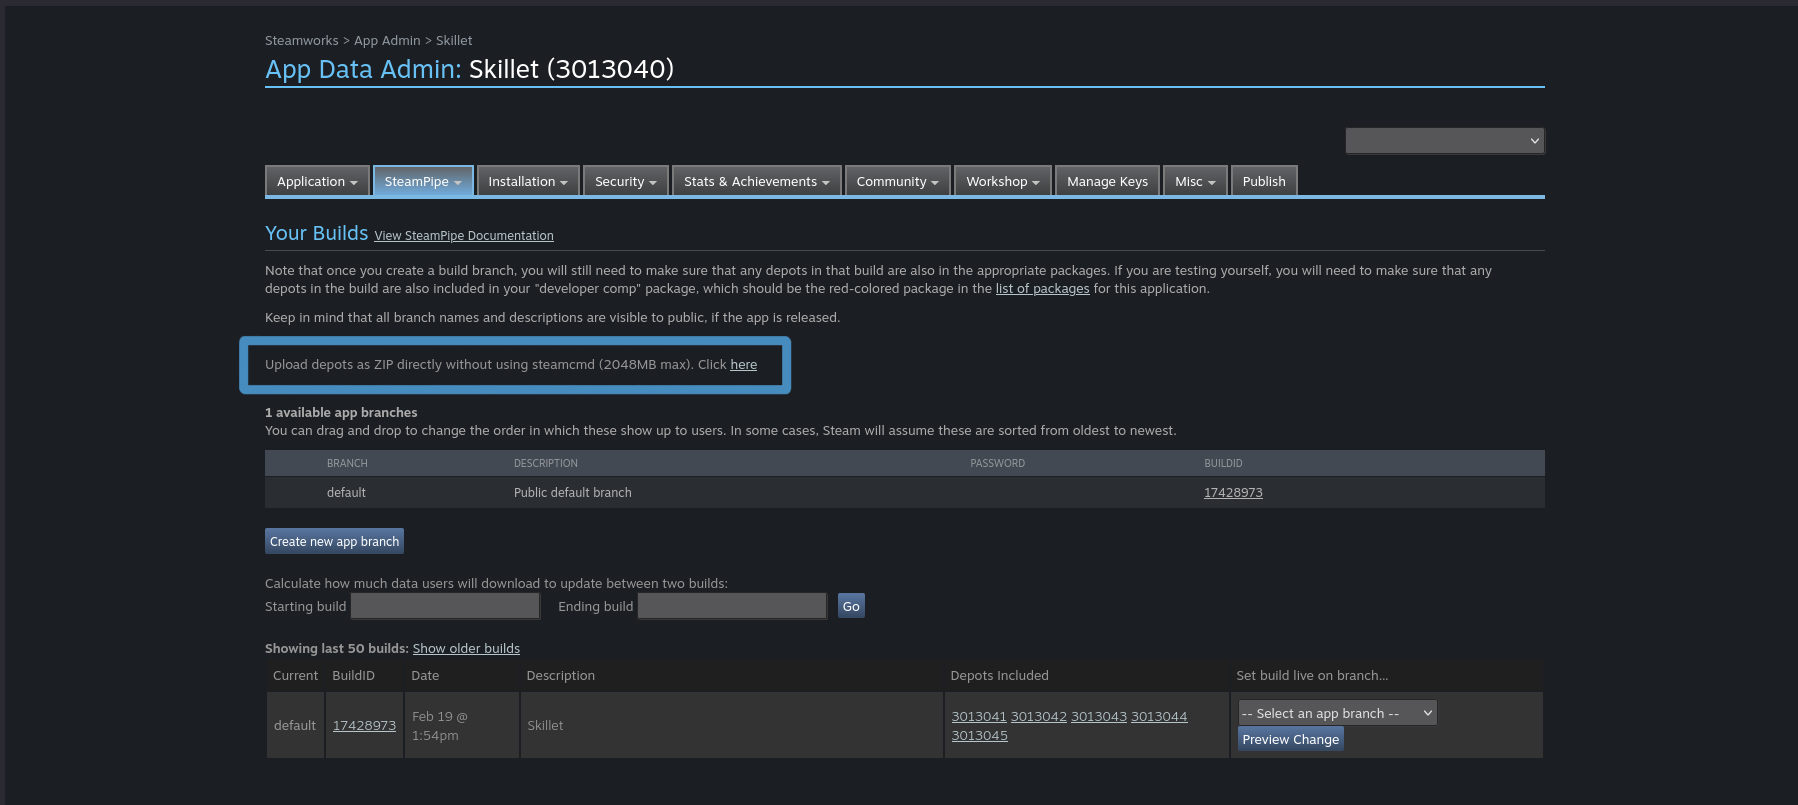 Steamworks > App Admin > Skillet
App Data Admin: Skillet (3013040)
Application SteamPipe Installation Security Stats & Achievements Community Workshop Manage Keys Misc Publish
Your Builds View SteamPipe Documentation
Note that once you create a build branch, you will still need to make sure that any depots in that build are also in the appropriate packages. If you are testing yourself, you will need to make sure that any
depots in the build are also included in your "developer comp" package, which should be the red-colored package in the list of packages for this application.
Keep in mind that all branch names and descriptions are visible to public, if the app is released.
Upload depots as ZIP directly without using steamcmd (2048MB max). Click here
1 available app branches
You can drag and drop to change the order in which these show up to users. In some cases, Steam will assume these are sorted from oldest to newest.
BRANCH DESCRIPTION PASSWORD BUILDID
default Public default branch 17428973
Create new app branch
Calculate how much data users will download to update between two builds:
Starting build Ending build Go
Showing last 50 builds: Show older builds
Current BuildID Date Description Depots Included Set build live on branch...
default 17428973 Feb 19 @ 1:54pm Skillet 3013041 3013042 3013043 3013044 3013045 -- Select an app branch --
Preview Change